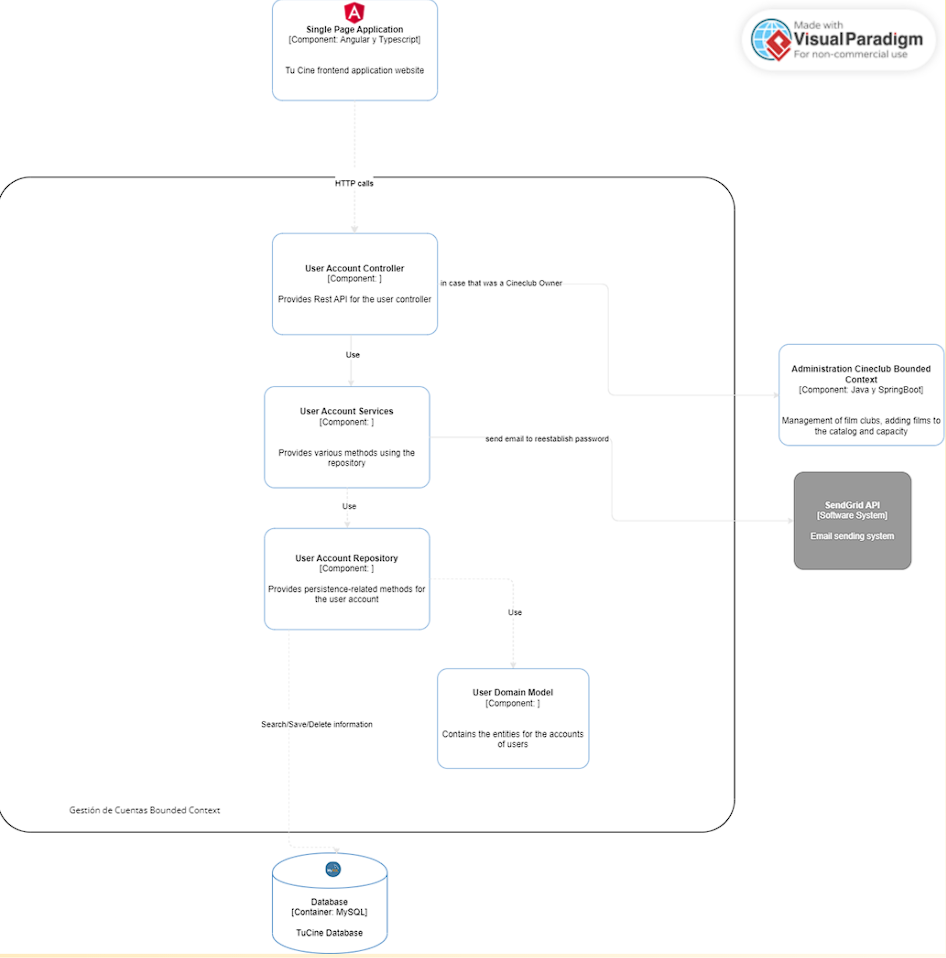 Made with
Visual Paradigm
For non-commercial use
Single Page Application
[Component: Angular y Typescript]
Tu Cine frontend application website
HTTP calls
User Account Controller
[Component: ]
Provides Rest API for the user controller
in case that was a Cineclub Owner
Use
Administration Cineclub Bounded
Context
[Component: Java y SpringBoot]
Management of film clubs, adding films to
the catalog and capacity
User Account Services
[Component: ]
Provides various methods using the
repository
send email to reestablish password
SendGrid API
[Software System]
Email sending system
Use
User Account Repository
[Component: ]
Provides persistence-related methods for
the user account
Use
User Domain Model
[Component: ]
Contains the entities for the accounts
of users
Search/Save/Delete information
Gestión de Cuentas Bounded Context
Database
[Container: MySQL]
TuCine Database